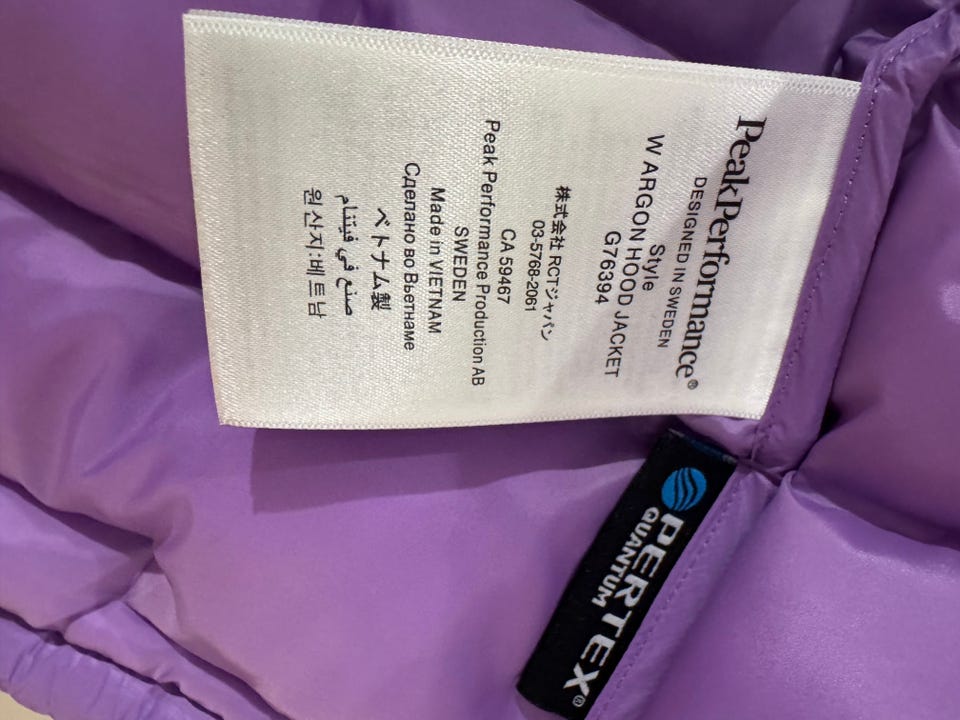 PeakPerformance®
DESIGNED IN SWEDEN
Style
W ARGON HOOD JACKET
G76394
株式会社 RCTジャパン
03-5768-2061
CA 59467
Peak Performance Production AB
SWEDEN
Made in VIETNAM
Сделано во Вьетнаме
ベトナム製
صنع في فيتنام
원산지:베트남
PERTEX®
QUANTUM